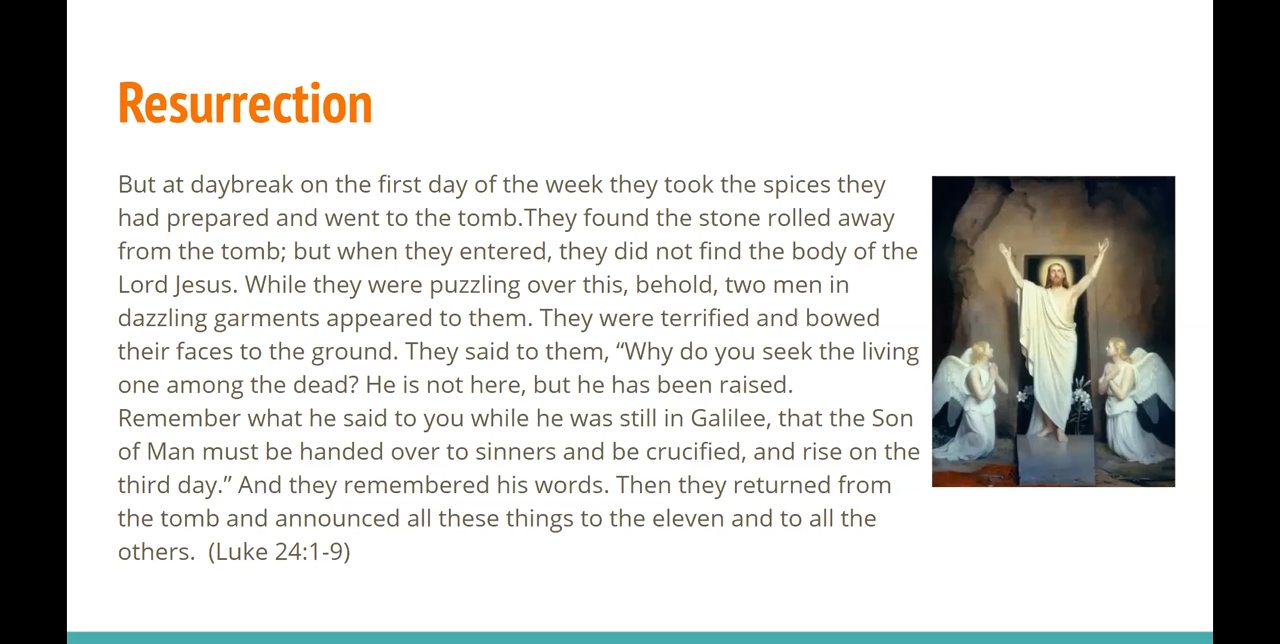 Resurrection
But at daybreak on the first day of the week they took the spices they
had prepared and went to the tomb.They found the stone rolled away
from the tomb; but when they entered, they did not find the body of the
Lord Jesus. While they were puzzling over this, behold, two men in
dazzling garments appeared to them. They were terrified and bowed
their faces to the ground. They said to them, “Why do you seek the living
one among the dead? He is not here, but he has been raised.
Remember what he said to you while he was still in Galilee, that the Son
of Man must be handed over to sinners and be crucified, and rise on the
third day.” And they remembered his words. Then they returned from
the tomb and announced all these things to the eleven and to all the
others.  (Luke 24:1-9)